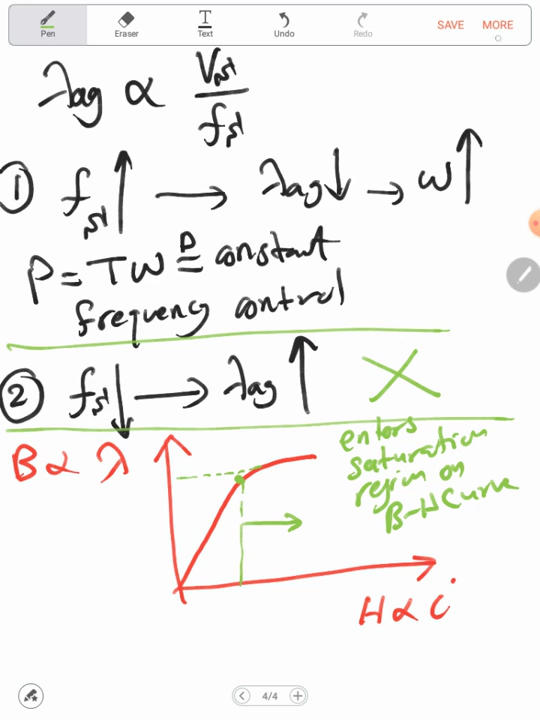 Pen Eraser Text Undo Redo SAVE MORE
λag ∝ Vst/fst
① fst ↑ → λag ↓ → ω ↑
P = Tω ≅ constant
frequency control
② fst ↓ → λag ↑ ✗
B ∝ λ
enters
saturation
region on
B-H Curve
H ∝ i
4/4